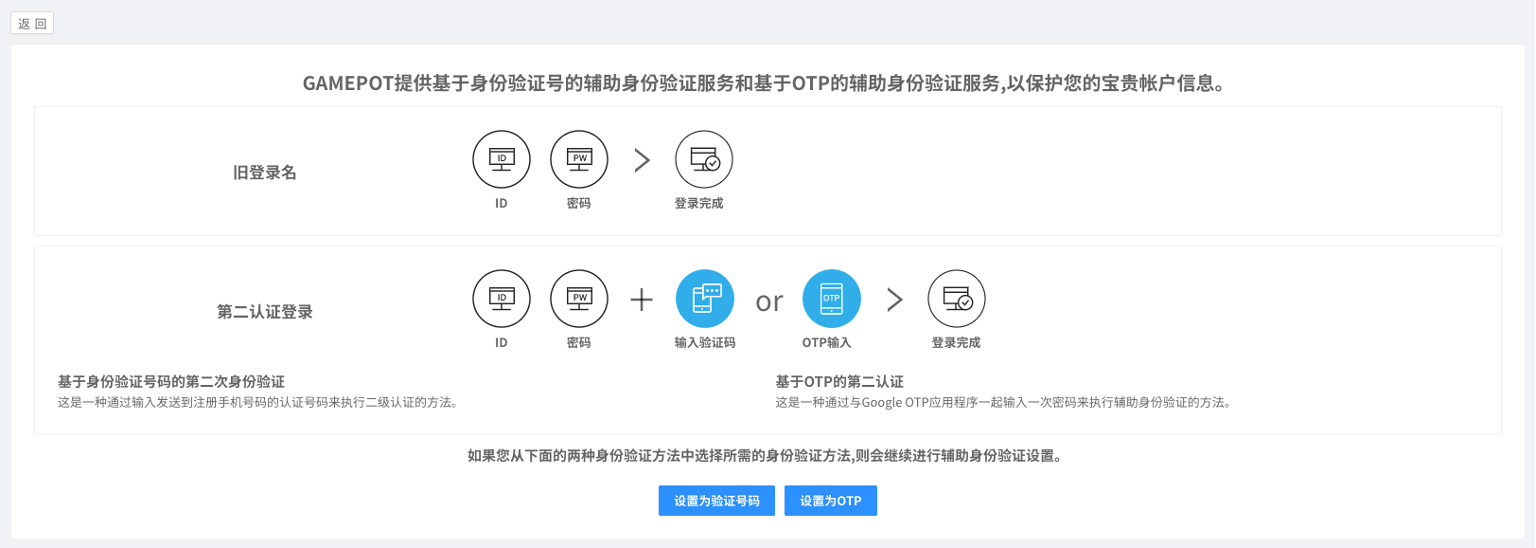 返 回
GAMEPOT提供基于身份验证号的辅助身份验证服务和基于OTP的辅助身份验证服务,以保护您的宝贵帐户信息。
旧登录名
ID
PW
ID
密码
登录完成
第二认证登录
ID
PW
or
OTP
ID
密码
输入验证码
OTP输入
登录完成
基于身份验证号码的第二次身份验证
这是一种通过输入发送到注册手机号码的认证号码来执行二级认证的方法。
基于OTP的第二认证
这是一种通过与Google OTP应用程序一起输入一次密码来执行辅助身份验证的方法。
如果您从下面的两种身份验证方法中选择所需的身份验证方法,则会继续进行辅助身份验证设置。
设置为验证号码
设置为OTP